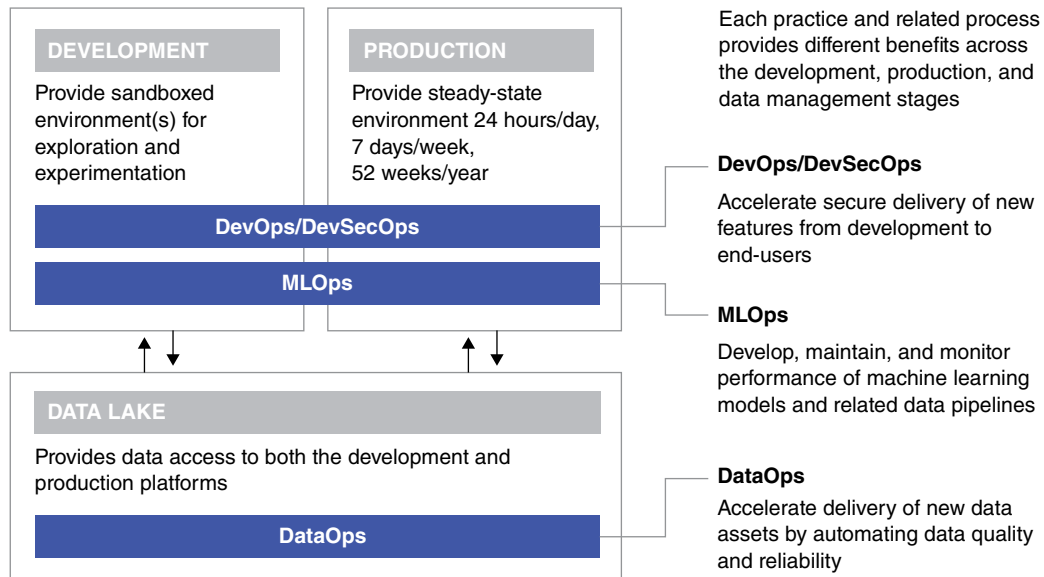 DEVELOPMENT
Provide sandboxed
environment(s) for
exploration and
experimentation
PRODUCTION
Provide steady-state
environment 24 hours/day,
7 days/week,
52 weeks/year
DevOps/DevSecOps
MLOps
DATA LAKE
Provides data access to both the development and
production platforms
DataOps
Each practice and related process
provides different benefits across
the development, production, and
data management stages
DevOps/DevSecOps
Accelerate secure delivery of new
features from development to
end-users
MLOps
Develop, maintain, and monitor
performance of machine learning
models and related data pipelines
DataOps
Accelerate delivery of new data
assets by automating data quality
and reliability